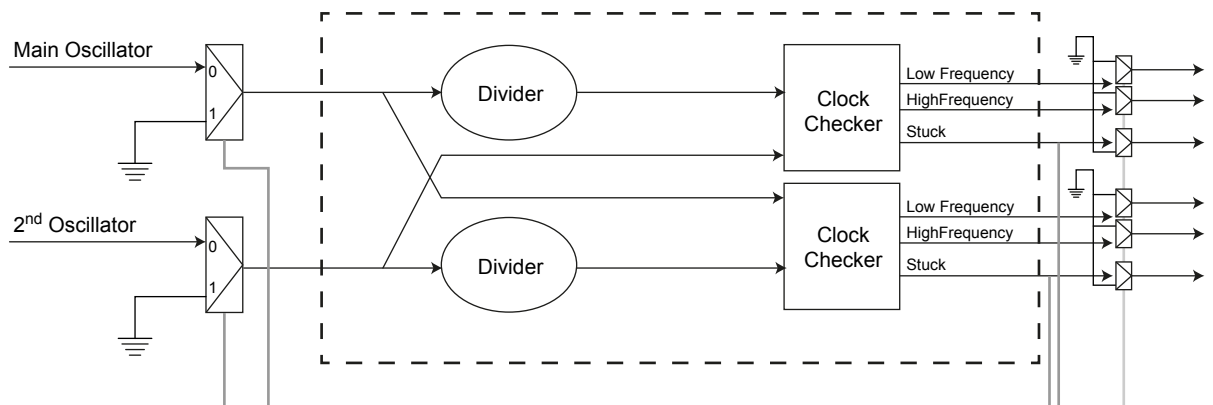 Main Oscillator
0
1
Divider
Clock
Checker
Low Frequency
HighFrequency
Stuck
2nd Oscillator
0
1
Divider
Clock
Checker
Low Frequency
HighFrequency
Stuck